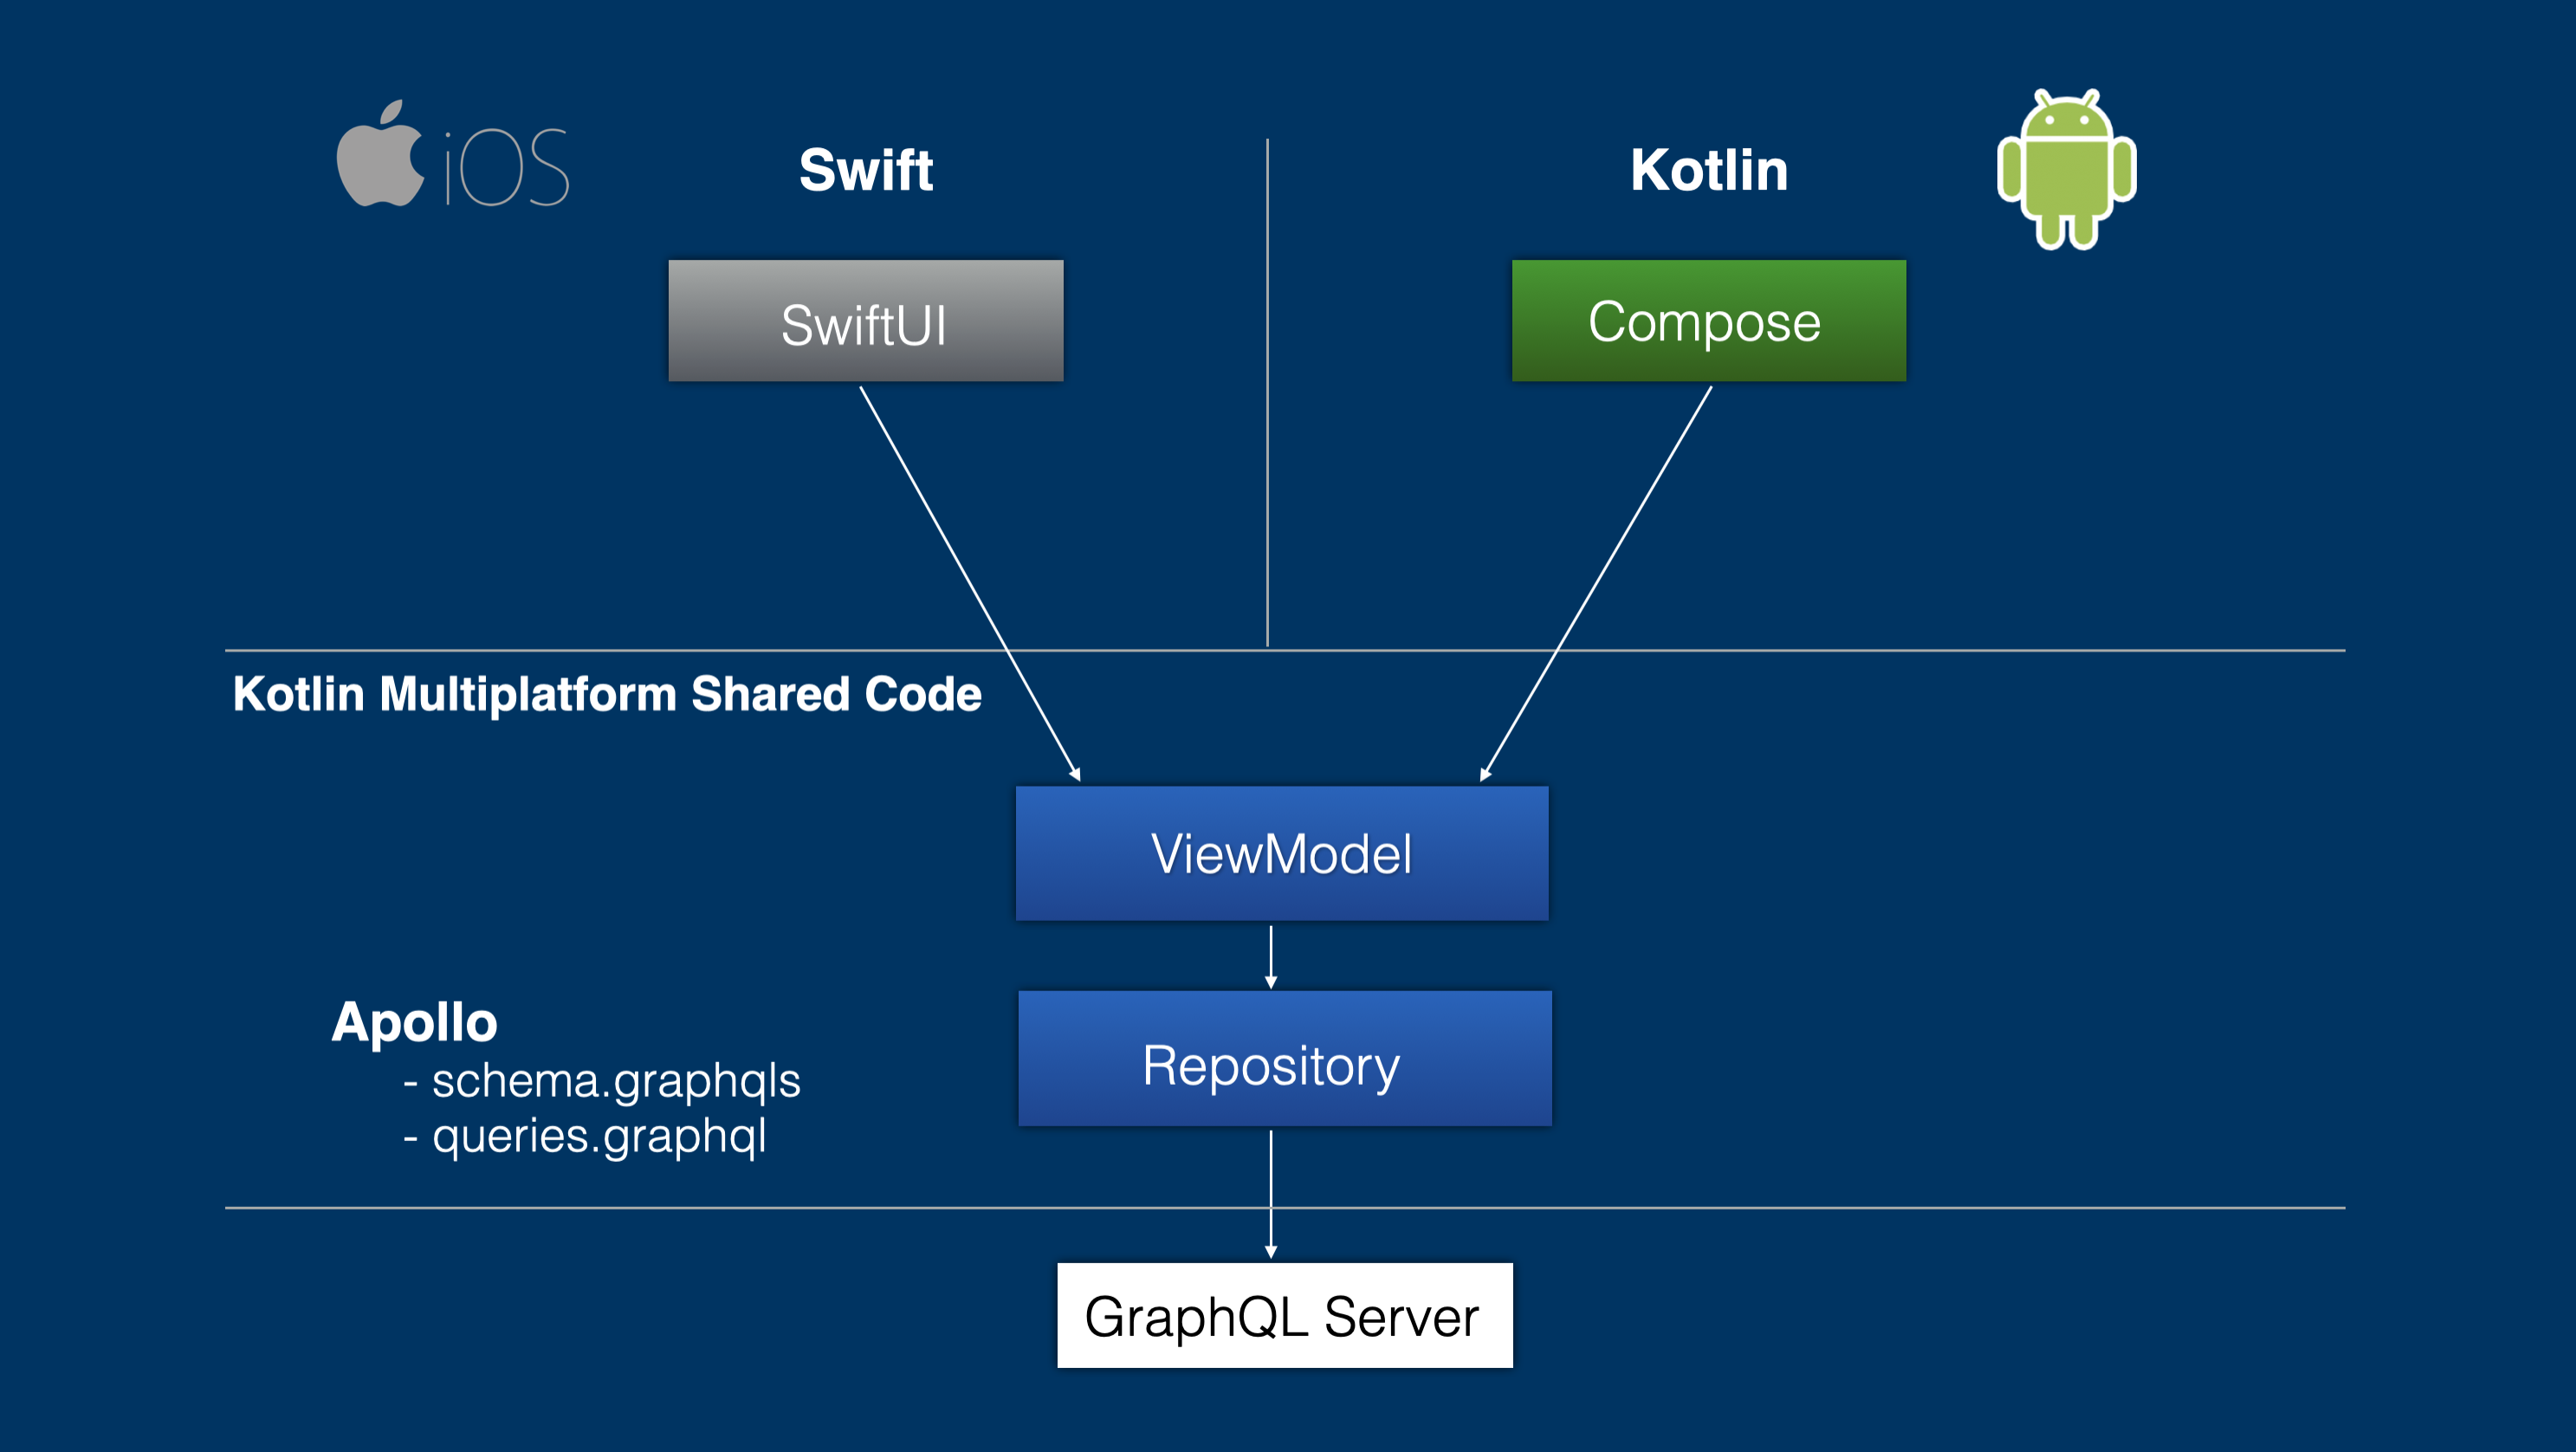 iOS
Swift
Kotlin
SwiftUI
Compose
Kotlin Multiplatform Shared Code
ViewModel
Apollo
- schema.graphqls
- queries.graphql
Repository
GraphQL Server